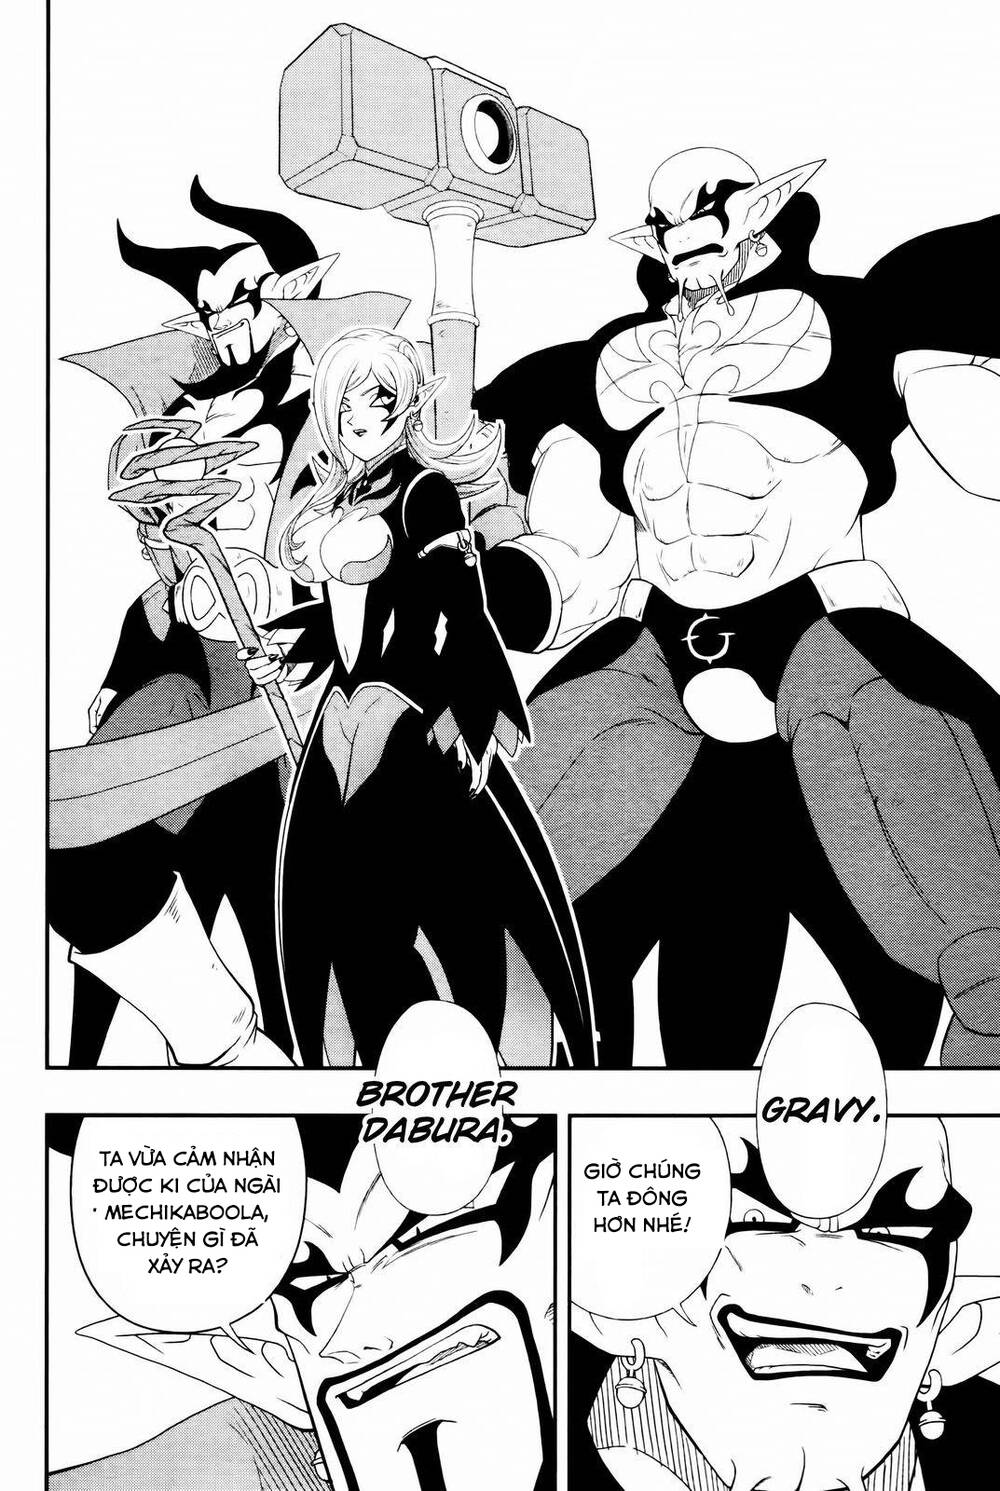 BROTHER
DABURA.
GRAVY.
TA VỪA CẢM NHẬN
ĐƯỢC KI CỦA NGÀI
MECHIKABOOLA,
CHUYỆN GÌ ĐÃ
XẢY RA?
GIỜ CHÚNG
TA ĐÔNG
HƠN NHÉ!